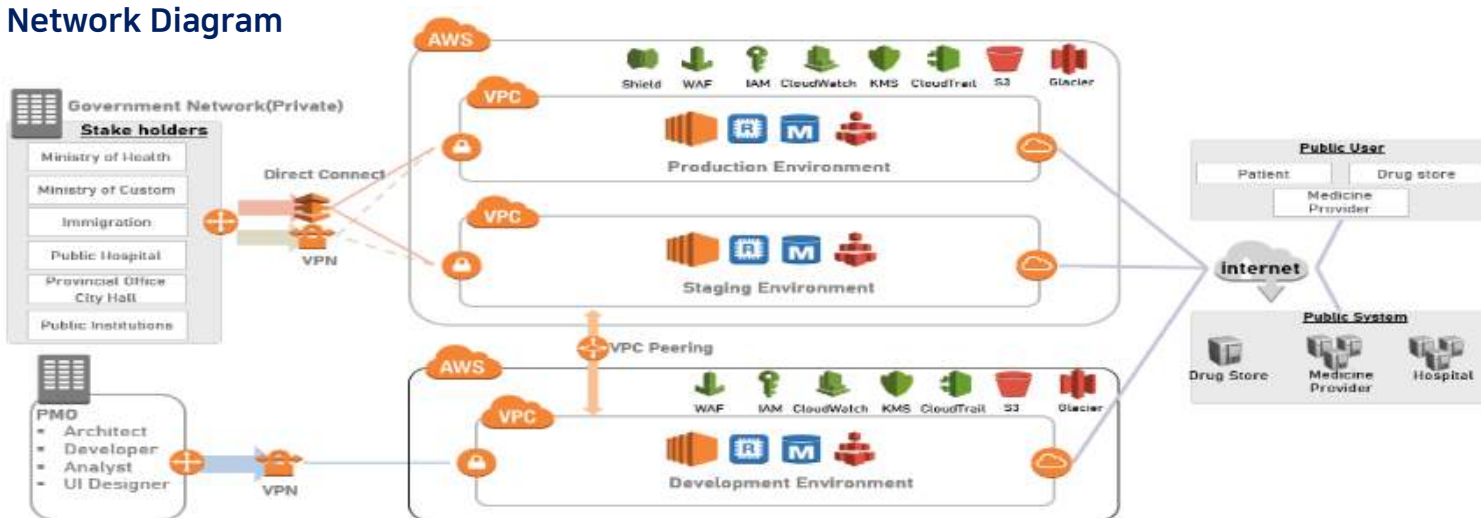 Network Diagram
AWS
Shield
WAF
IAM
CloudWatch
KMS
CloudTrail
S3
Glacier
VPC
R
M
Production Environment
VPC
R
M
Staging Environment
Government Network(Private)
Stake holders
Ministry of Health
Ministry of Custom
Immigration
Public Hospital
Provincial Office
City Hall
Public Institutions
Direct Connect
VPN
VPC Peering
AWS
WAF
IAM
CloudWatch
KMS
CloudTrail
S3
Glacier
VPC
R
M
Development Environment
PMO
▪ Architect
▪ Developer
▪ Analyst
▪ UI Designer
VPN
Public User
Patient
Drug store
Medicine
Provider
internet
Public System
Drug Store
Medicine
Provider
Hospital